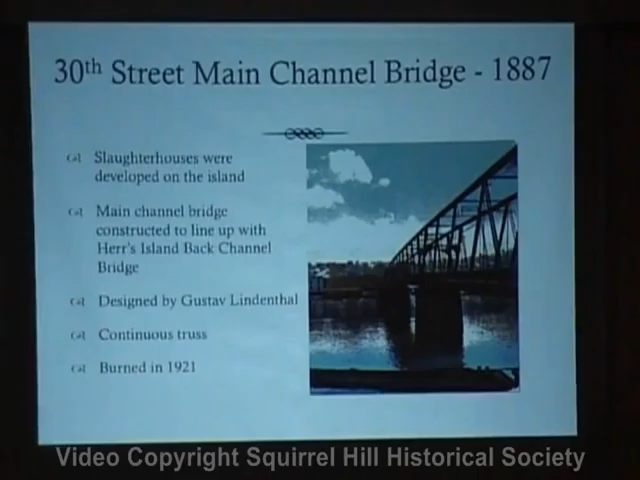 30th Street Main Channel Bridge - 1887
Slaughterhouses were
developed on the island
Main channel bridge
constructed to line up with
Herr's Island Back Channel
Bridge
Designed by Gustav Lindenthal
Continuous truss
Burned in 1921
Video Copyright Squirrel Hill Historical Society